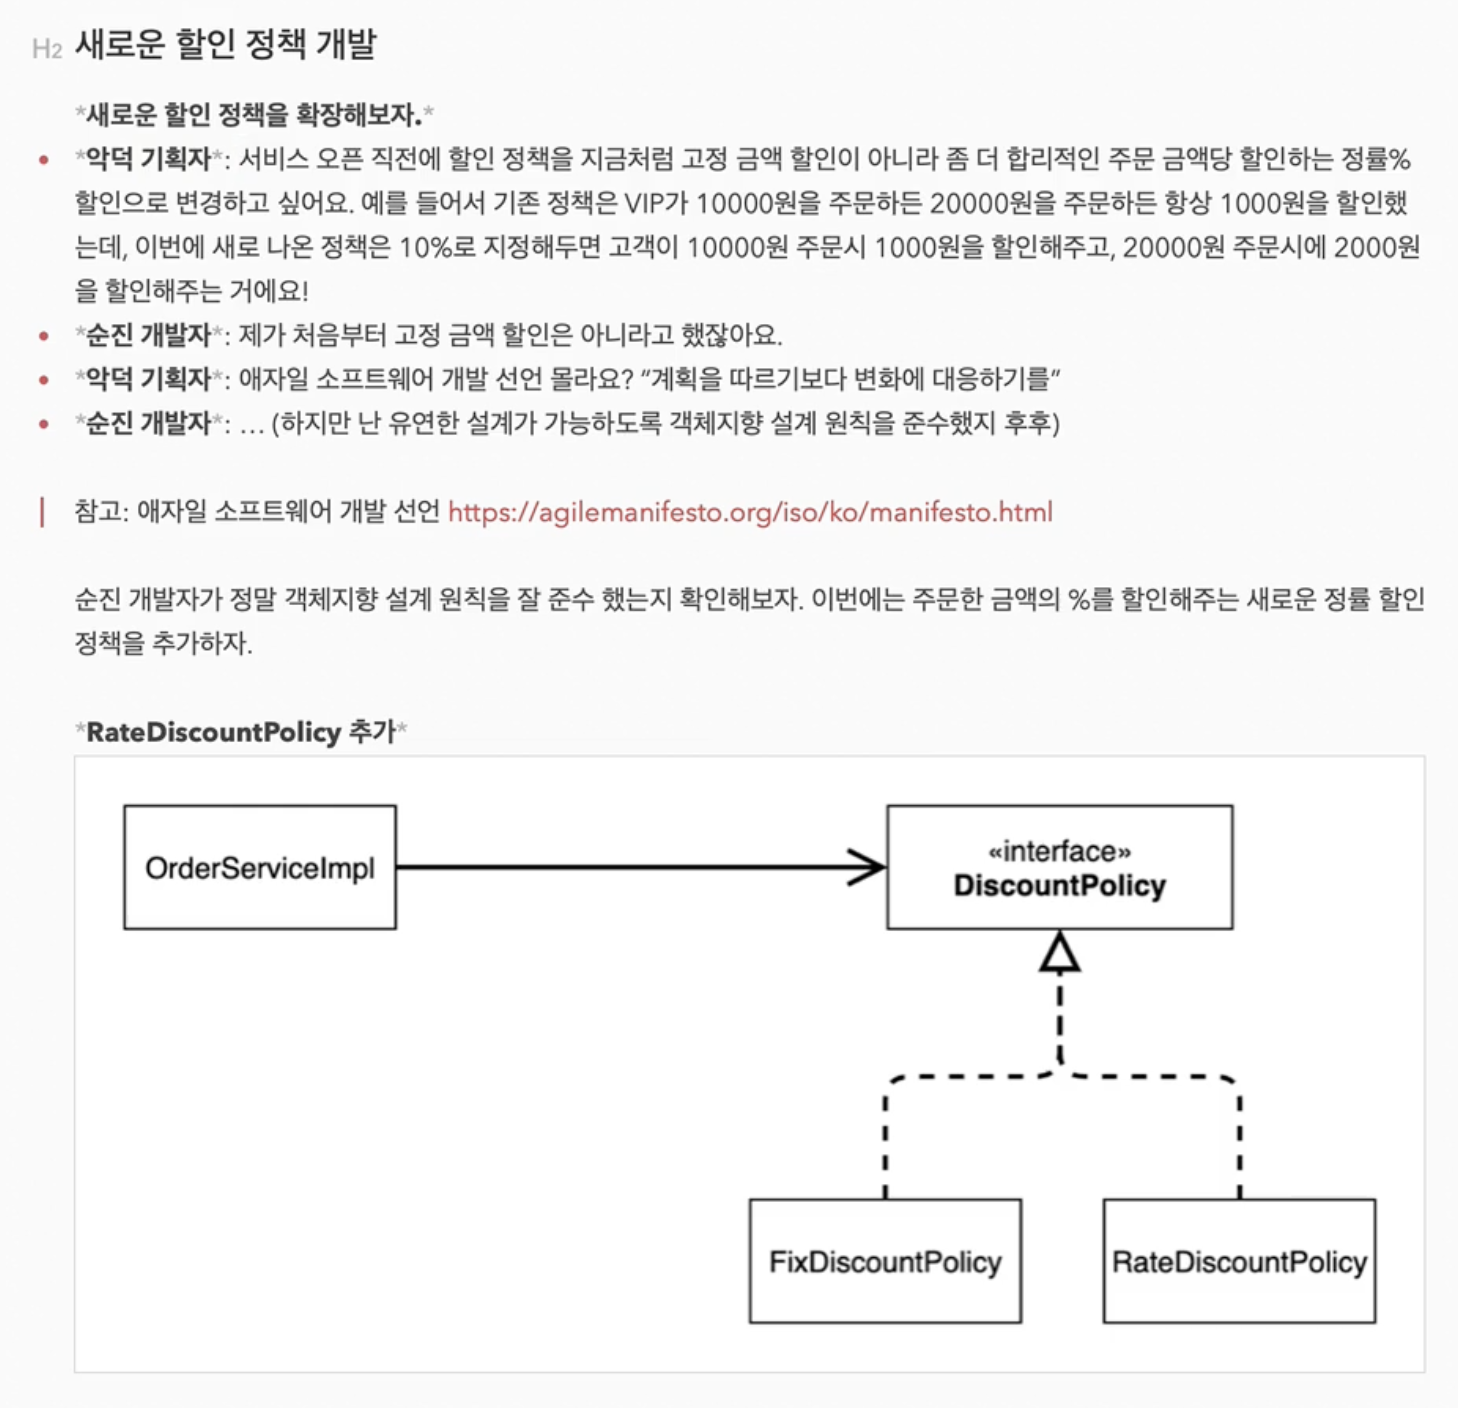 H2 새로운 할인 정책 개발
*새로운 할인 정책을 확장해보자.*
• *악덕 기획자*: 서비스 오픈 직전에 할인 정책을 지금처럼 고정 금액 할인이 아니라 좀 더 합리적인 주문 금액당 할인하는 정률%
할인으로 변경하고 싶어요. 예를 들어서 기존 정책은 VIP가 10000원을 주문하든 20000원을 주문하든 항상 1000원을 할인했
는데, 이번에 새로 나온 정책은 10%로 지정해두면 고객이 10000원 주문시 1000원을 할인해주고, 20000원 주문시에 2000원
을 할인해주는 거에요!
• *순진 개발자*: 제가 처음부터 고정 금액 할인은 아니라고 했잖아요.
• *악덕 기획자*: 애자일 소프트웨어 개발 선언 몰라요? “계획을 따르기보다 변화에 대응하기를”
• *순진 개발자*: … (하지만 난 유연한 설계가 가능하도록 객체지향 설계 원칙을 준수했지 후후)
참고: 애자일 소프트웨어 개발 선언 https://agilemanifesto.org/iso/ko/manifesto.html
순진 개발자가 정말 객체지향 설계 원칙을 잘 준수 했는지 확인해보자. 이번에는 주문한 금액의 %를 할인해주는 새로운 정률 할인
정책을 추가하자.
*RateDiscountPolicy 추가*
OrderServiceImpl
«interface»
DiscountPolicy
FixDiscountPolicy
RateDiscountPolicy